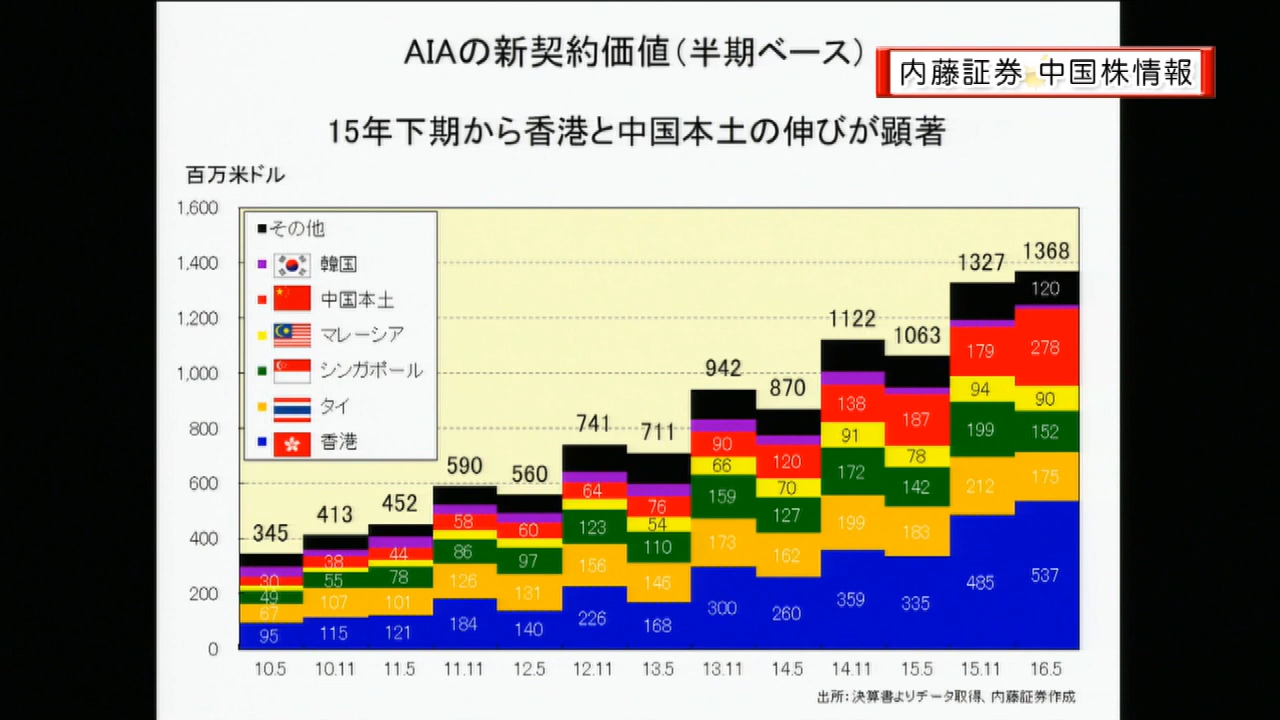 AIAの新契約価値（半期ベース）
内藤証券 中国株情報
15年下期から香港と中国本土の伸びが顕著
百万米ドル
1,600
1,400
1,200
1,000
800
600
400
200
0
その他
韓国
中国本土
マレーシア
シンガポール
タイ
香港
345 413 452 590 560 741 711 942 870 1122 1063 1327 1368
120
30 38 44 58 60 64 76 90 120 138 187 179 278
54 66 70 91 78 94 90
49 55 78 86 97 123 110 159 127 172 142 199 152
67 107 101 126 131 156 146 173 162 199 183 212 175
95 115 121 184 140 226 168 300 260 359 335 485 537
10.5 10.11 11.5 11.11 12.5 12.11 13.5 13.11 14.5 14.11 15.5 15.11 16.5
出所：決算書よりデータ取得、内藤証券作成